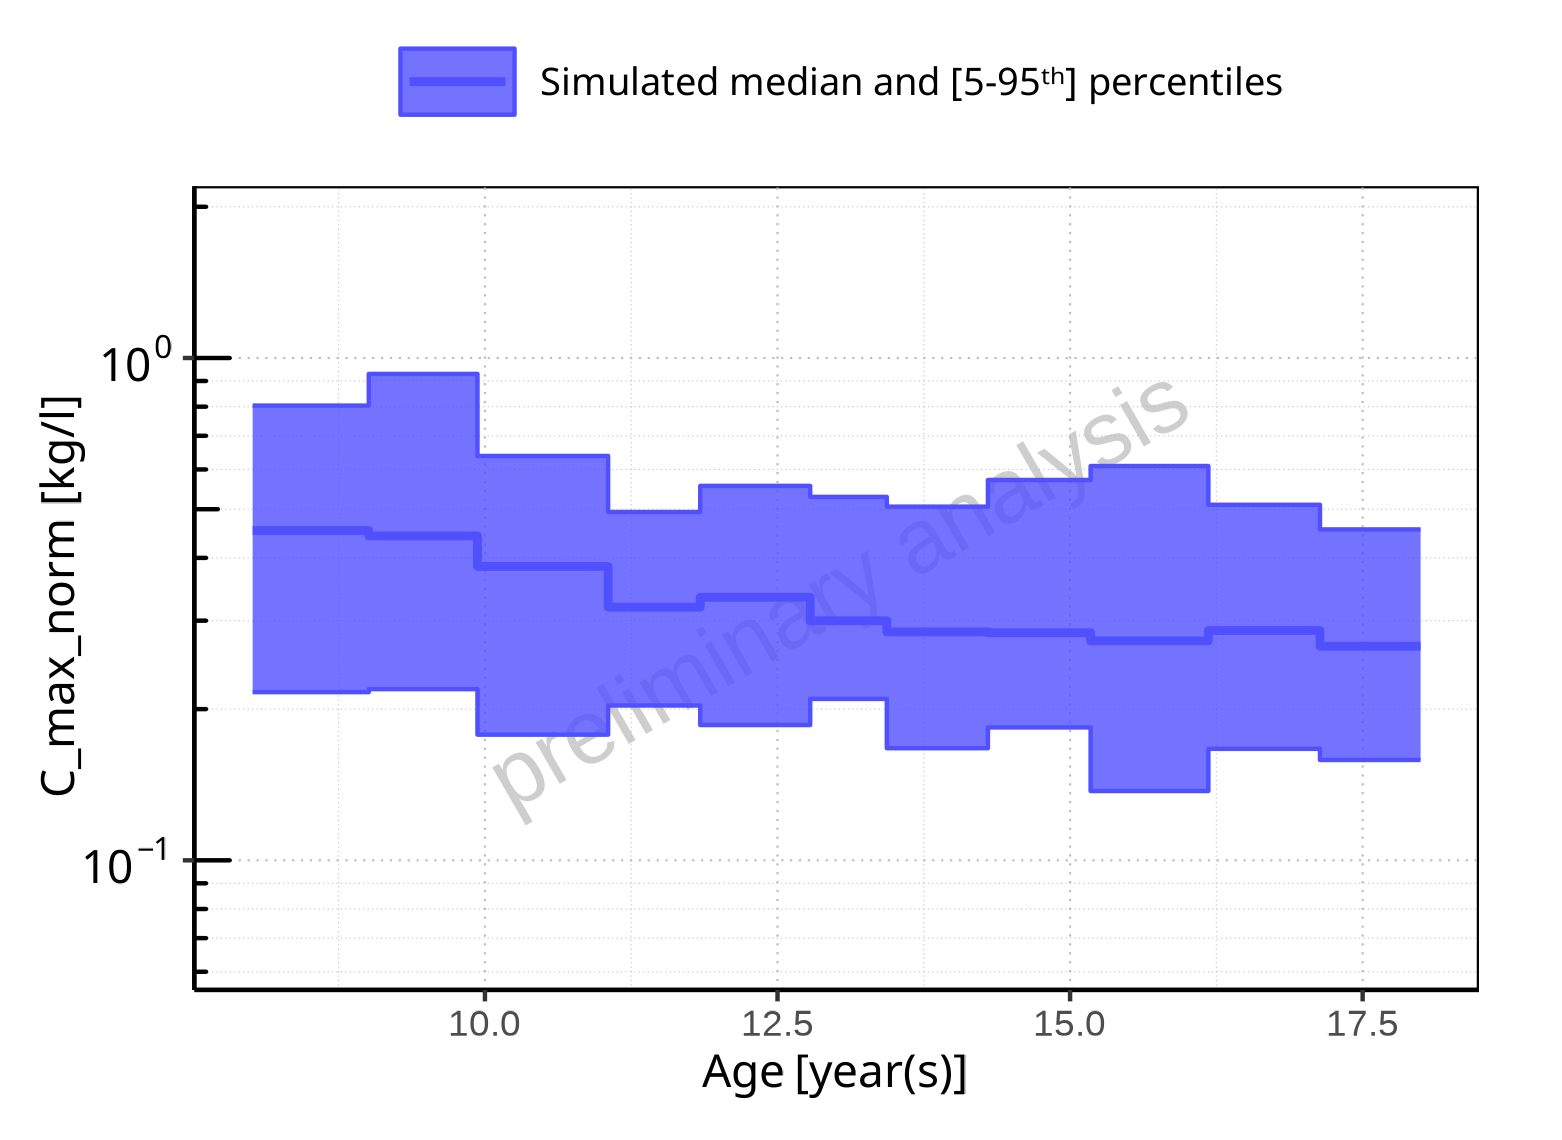 Simulated median and [5-95ᵗʰ] percentiles
10⁰
10⁻¹
C_max_norm [kg/l]
preliminary analysis
10.0 12.5 15.0 17.5
Age [year(s)]